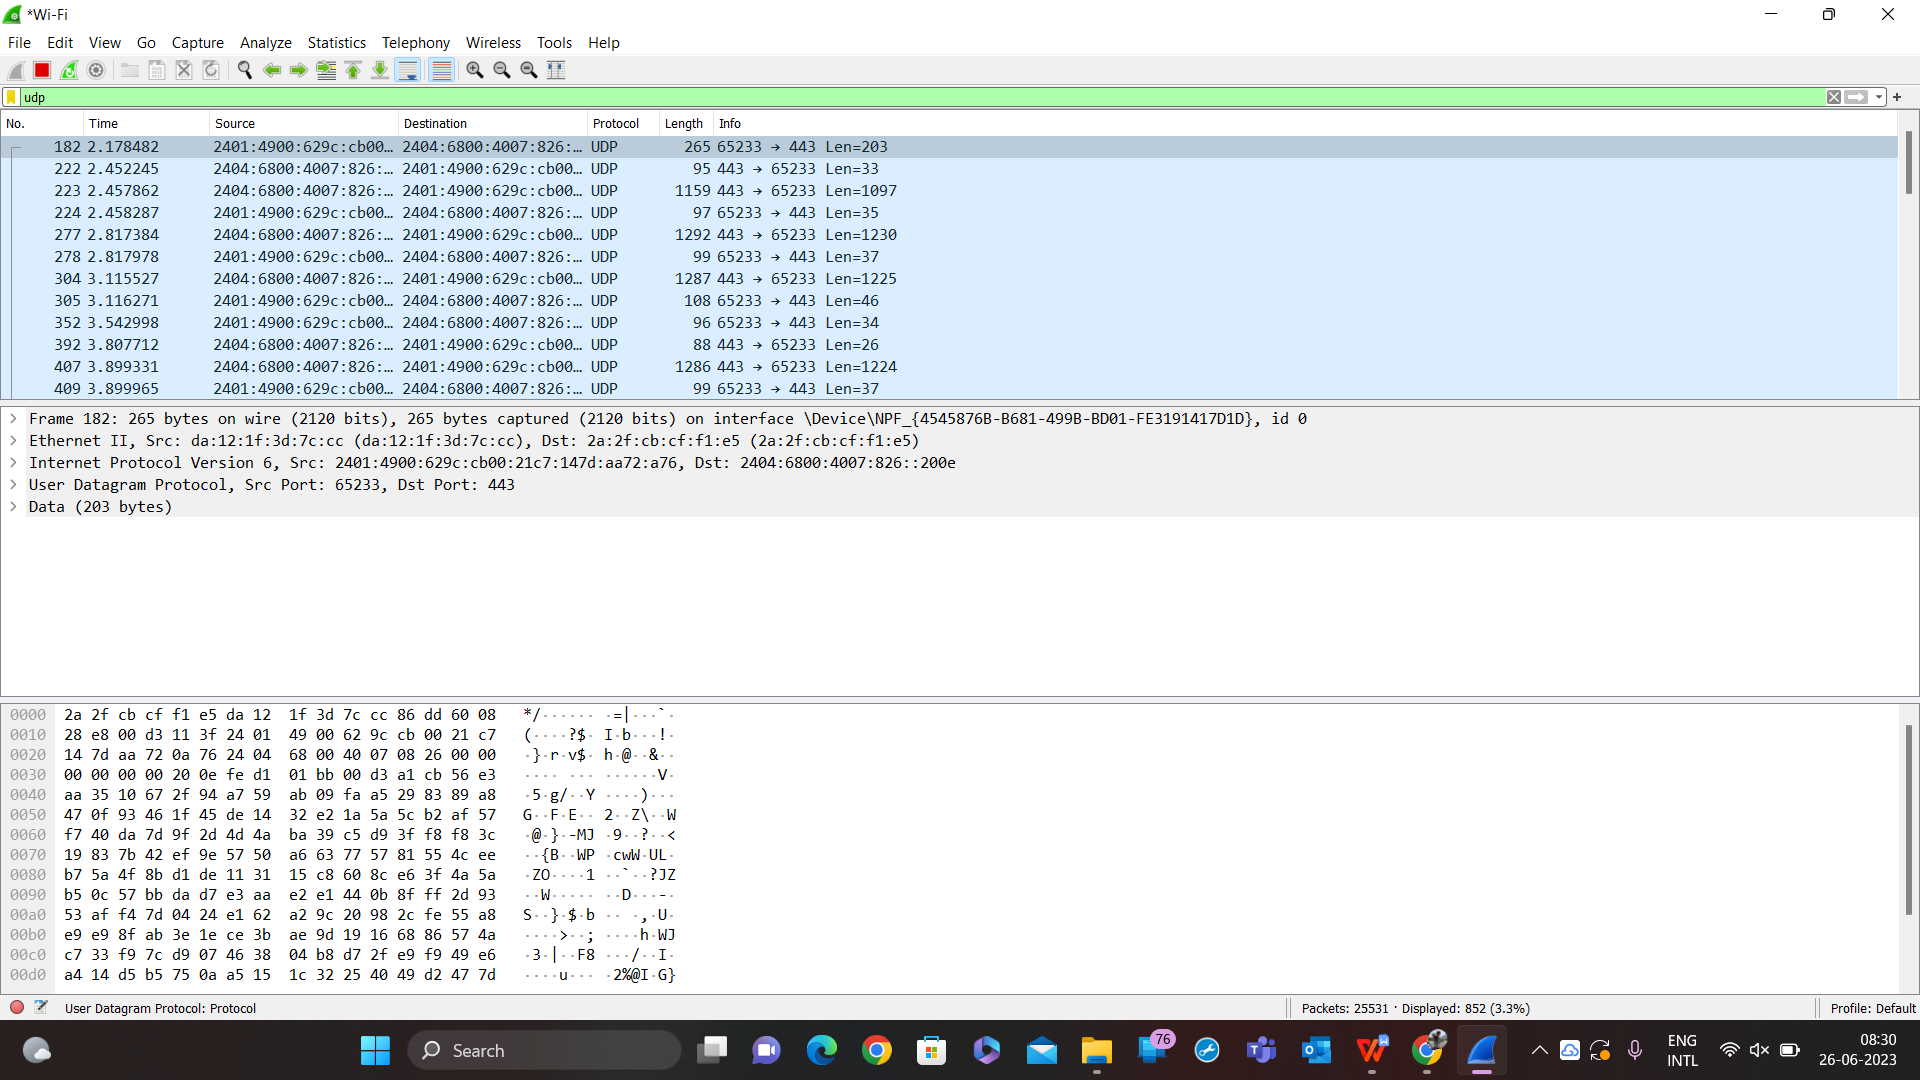 *Wi-Fi
File Edit View Go Capture Analyze Statistics Telephony Wireless Tools Help
udp
No. Time Source Destination Protocol Length Info
182 2.178482 2401:4900:629c:cb00… 2404:6800:4007:826:… UDP 265 65233 → 443 Len=203
222 2.452245 2404:6800:4007:826:… 2401:4900:629c:cb00… UDP 95 443 → 65233 Len=33
223 2.457862 2404:6800:4007:826:… 2401:4900:629c:cb00… UDP 1159 443 → 65233 Len=1097
224 2.458287 2401:4900:629c:cb00… 2404:6800:4007:826:… UDP 97 65233 → 443 Len=35
277 2.817384 2404:6800:4007:826:… 2401:4900:629c:cb00… UDP 1292 443 → 65233 Len=1230
278 2.817978 2401:4900:629c:cb00… 2404:6800:4007:826:… UDP 99 65233 → 443 Len=37
304 3.115527 2404:6800:4007:826:… 2401:4900:629c:cb00… UDP 1287 443 → 65233 Len=1225
305 3.116271 2401:4900:629c:cb00… 2404:6800:4007:826:… UDP 108 65233 → 443 Len=46
352 3.542998 2401:4900:629c:cb00… 2404:6800:4007:826:… UDP 96 65233 → 443 Len=34
392 3.807712 2404:6800:4007:826:… 2401:4900:629c:cb00… UDP 88 443 → 65233 Len=26
407 3.899331 2404:6800:4007:826:… 2401:4900:629c:cb00… UDP 1286 443 → 65233 Len=1224
409 3.899965 2401:4900:629c:cb00… 2404:6800:4007:826:… UDP 99 65233 → 443 Len=37
Frame 182: 265 bytes on wire (2120 bits), 265 bytes captured (2120 bits) on interface \Device\NPF_{4545876B-B681-499B-BD01-FE3191417D1D}, id 0
Ethernet II, Src: da:12:1f:3d:7c:cc (da:12:1f:3d:7c:cc), Dst: 2a:2f:cb:cf:f1:e5 (2a:2f:cb:cf:f1:e5)
Internet Protocol Version 6, Src: 2401:4900:629c:cb00:21c7:147d:aa72:a76, Dst: 2404:6800:4007:826::200e
User Datagram Protocol, Src Port: 65233, Dst Port: 443
Data (203 bytes)
0000 2a 2f cb cf f1 e5 da 12 1f 3d 7c cc 86 dd 60 08 */······ ·=|···`·
0010 28 e8 00 d3 11 3f 24 01 49 00 62 9c cb 00 21 c7 (····?$· I·b···!·
0020 14 7d aa 72 0a 76 24 04 68 00 40 07 08 26 00 00 ·}·r·v$· h·@··&··
0030 00 00 00 00 20 0e fe d1 01 bb 00 d3 a1 cb 56 e3 ···· ··· ······V·
0040 aa 35 10 67 2f 94 a7 59 ab 09 fa a5 29 83 89 a8 ·5·g/··Y ····)···
0050 47 0f 93 46 1f 45 de 14 32 e2 1a 5a 5c b2 af 57 G··F·E·· 2··Z\··W
0060 f7 40 da 7d 9f 2d 4d 4a ba 39 c5 d9 3f f8 f8 3c ·@·}·-MJ ·9··?··<
0070 19 83 7b 42 ef 9e 57 50 a6 63 77 57 81 55 4c ee ··{B··WP ·cwW·UL·
0080 b7 5a 4f 8b d1 de 11 31 15 c8 60 8c e6 3f 4a 5a ·ZO····1 ··`··?JZ
0090 b5 0c 57 bb da d7 e3 aa e2 e1 44 0b 8f ff 2d 93 ··W····· ··D···-·
00a0 53 af f4 7d 04 24 e1 62 a2 9c 20 98 2c fe 55 a8 S··}·$·b ·· ·,·U·
00b0 e9 e9 8f ab 3e 1e ce 3b ae 9d 19 16 68 86 57 4a ····>··; ····h·WJ
00c0 c7 33 f9 7c d9 07 46 38 04 b8 d7 2f e9 f9 49 e6 ·3·|··F8 ···/··I·
00d0 a4 14 d5 b5 75 0a a5 15 1c 32 25 40 49 d2 47 7d ····u··· ·2%@I·G}
User Datagram Protocol: Protocol Packets: 25531 · Displayed: 852 (3.3%) Profile: Default
Search 76 ENG INTL 08:30
26-06-2023